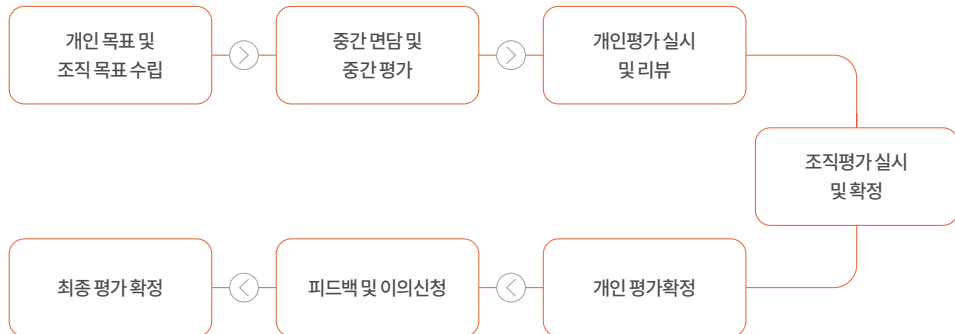 개인 목표 및
조직 목표 수립
중간 면담 및
중간 평가
개인평가 실시
및 리뷰
조직평가 실시
및 확정
개인 평가확정
피드백 및 이의신청
최종 평가 확정